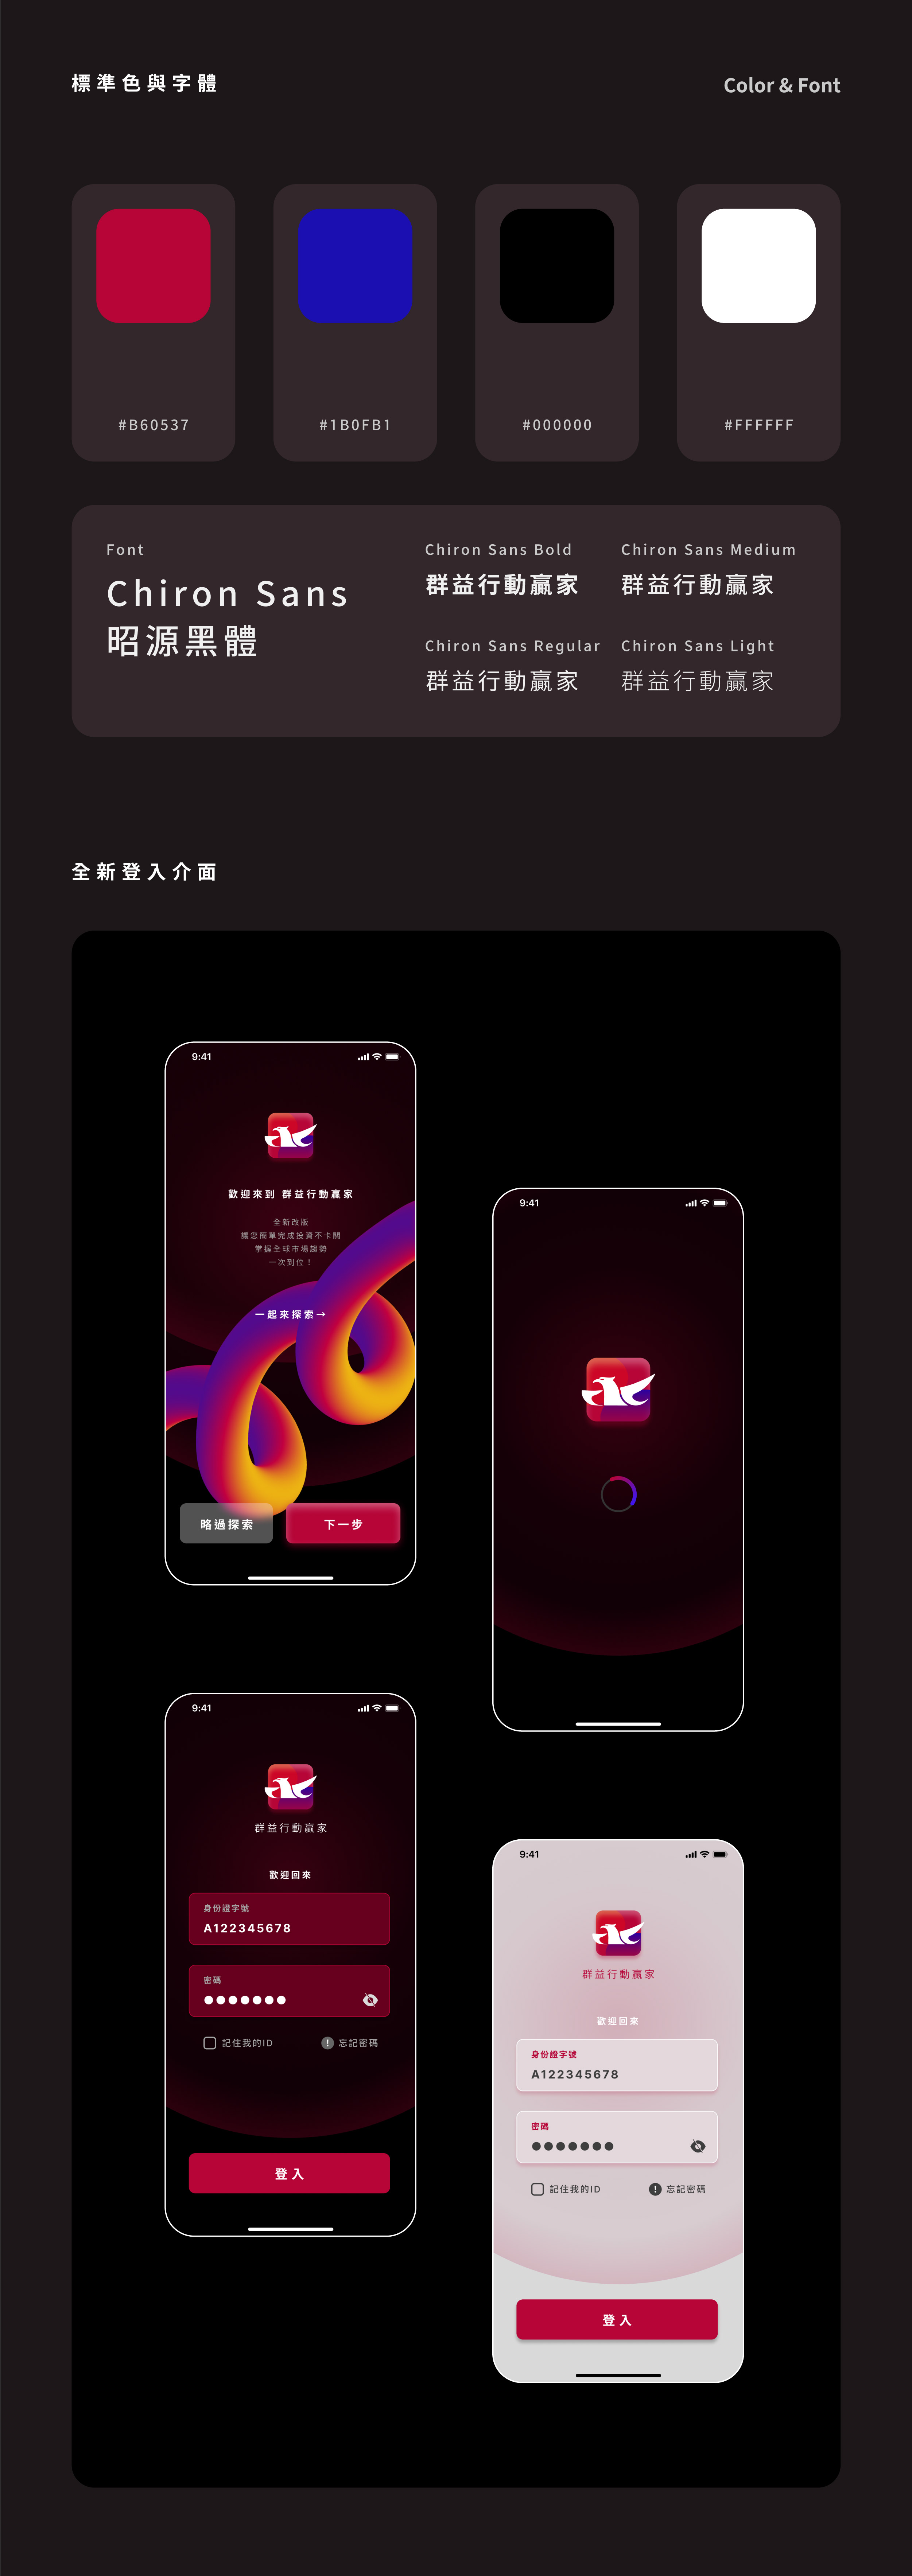 標準色與字體
Color & Font
#B60537
#1B0FB1
#000000
#FFFFFF
Font
Chiron Sans
昭源黑體
Chiron Sans Bold
群益行動贏家
Chiron Sans Medium
群益行動贏家
Chiron Sans Regular
群益行動贏家
Chiron Sans Light
群益行動贏家
全新登入介面
9:41
歡迎來到 群益行動贏家
全新改版
讓您簡單完成投資不卡關
掌握全球市場趨勢
一次到位！
一起來探索→
略過探索
下一步
9:41
9:41
群益行動贏家
歡迎回來
身份證字號
A122345678
密碼
記住我的ID
忘記密碼
登入
9:41
群益行動贏家
歡迎回來
身份證字號
A122345678
密碼
記住我的ID
忘記密碼
登入